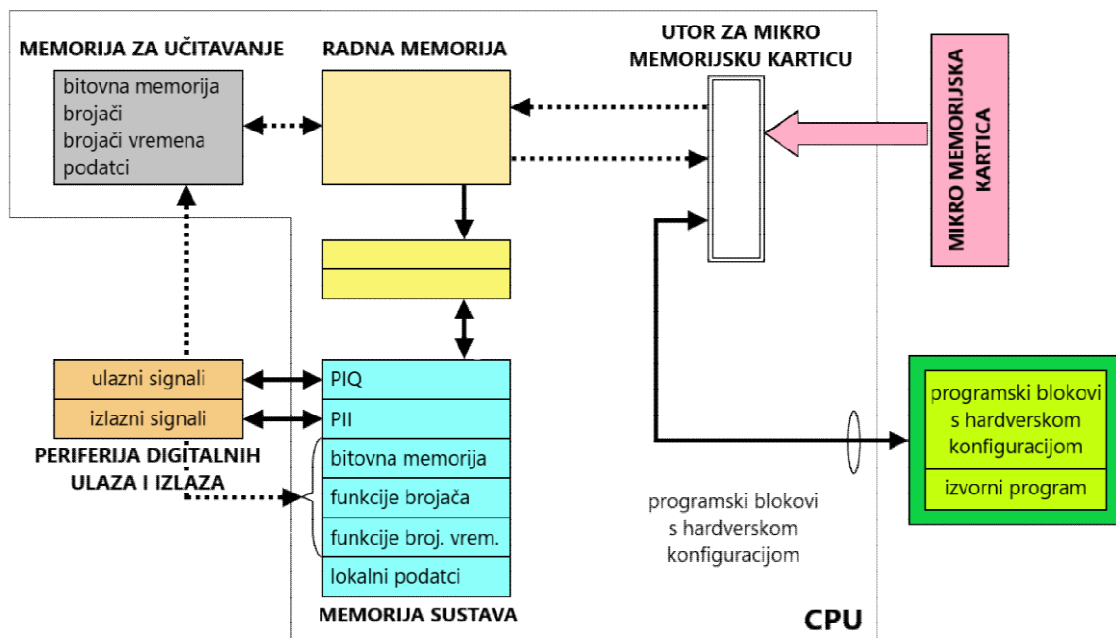 MEMORIJA ZA UČITAVANJE
bitovna memorija
brojači
brojači vremena
podatci
RADNA MEMORIJA
UTOR ZA MIKRO
MEMORIJSKU KARTICU
MIKRO MEMORIJSKA
KARTICA
ulazni signali
izlazni signali
PERIFERIJA DIGITALNIH
ULAZA I IZLAZA
PIQ
PII
bitovna memorija
funkcije brojača
funkcije broj. vrem.
lokalni podatci
MEMORIJA SUSTAVA
programski blokovi
s hardverskom
konfiguracijom
programski blokovi
s hardverskom
konfiguracijom
izvorni program
CPU